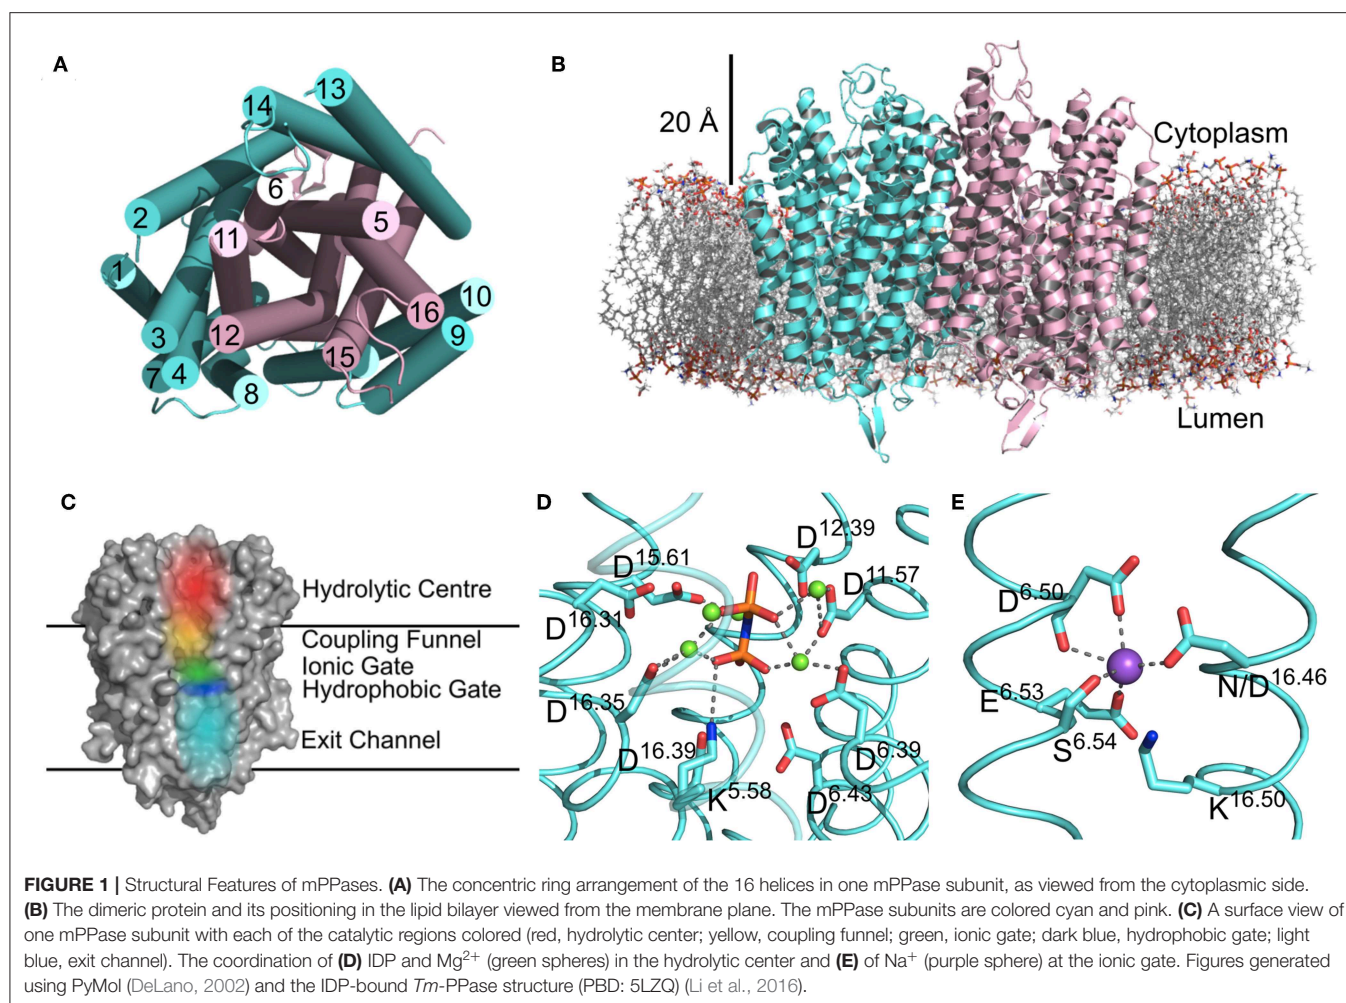 A
13
14
6
2
5
11
1
10
16
3
12
9
15
7
4
8
B
20 Å
Cytoplasm
Lumen
C
Hydrolytic Centre
Coupling Funnel
Ionic Gate
Hydrophobic Gate
Exit Channel
D
D12.39
D15.61
D11.57
D16.31
D16.35
D16.39
D6.39
K5.58
D6.43
E
D6.50
N/D16.46
E6.53
S6.54
K16.50
FIGURE 1 | Structural Features of mPPases. (A) The concentric ring arrangement of the 16 helices in one mPPase subunit, as viewed from the cytoplasmic side.
(B) The dimeric protein and its positioning in the lipid bilayer viewed from the membrane plane. The mPPase subunits are colored cyan and pink. (C) A surface view of
one mPPase subunit with each of the catalytic regions colored (red, hydrolytic center; yellow, coupling funnel; green, ionic gate; dark blue, hydrophobic gate; light
blue, exit channel). The coordination of (D) IDP and Mg2+ (green spheres) in the hydrolytic center and (E) of Na+ (purple sphere) at the ionic gate. Figures generated
using PyMol (DeLano, 2002) and the IDP-bound Tm-PPase structure (PBD: 5LZQ) (Li et al., 2016).